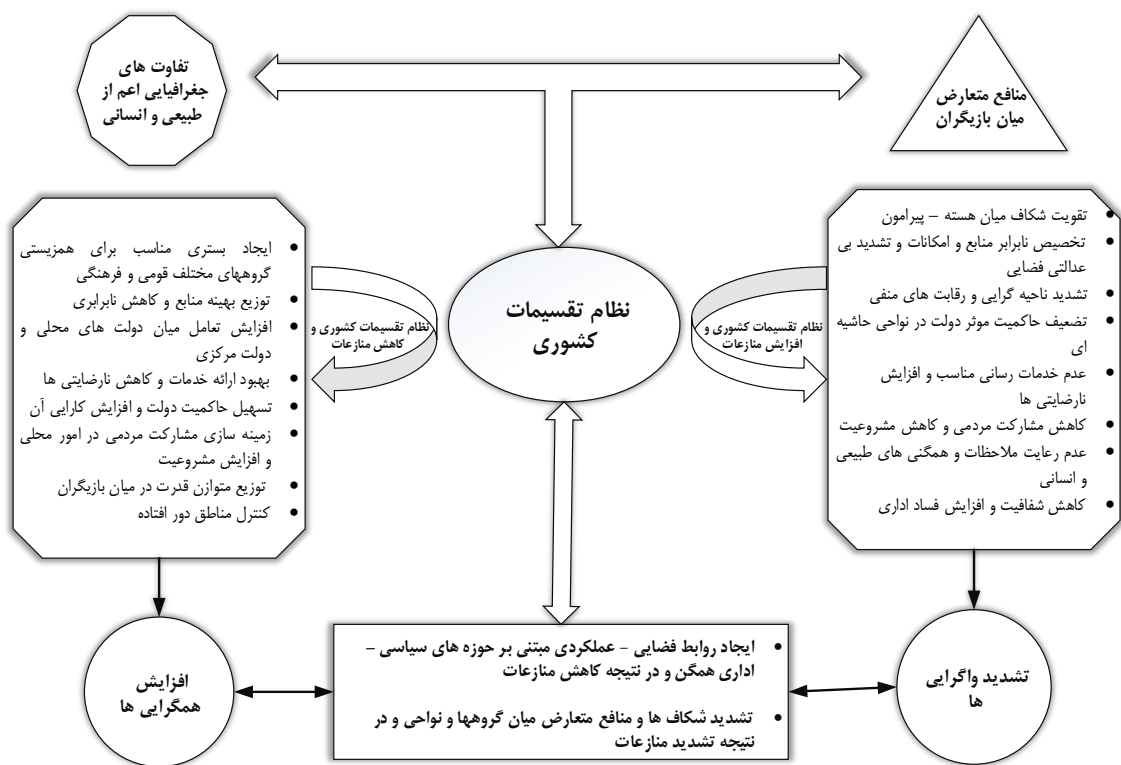 منافع متعارض
میان بازیگران
تفاوت های
جغرافیایی اعم از
طبیعی و انسانی
• تقویت شکاف میان هسته – پیرامون
• تخصیص نابرابر منابع و امکانات و تشدید بی
عدالتی فضایی
• تشدید ناحیه گرایی و رقابت های منفی
• تضعیف حاکمیت موثر دولت در نواحی حاشیه
ای
• عدم خدمات رسانی مناسب و افزایش
نارضایتی ها
• کاهش مشارکت مردمی و کاهش مشروعیت
• عدم رعایت ملاحظات و همگنی های طبیعی
و انسانی
• کاهش شفافیت و افزایش فساد اداری
نظام تقسیمات کشوری و
افزایش منازعات
نظام تقسیمات
کشوری
نظام تقسیمات کشوری و
کاهش منازعات
• ایجاد بستری مناسب برای همزیستی
گروههای مختلف قومی و فرهنگی
• توزیع بهینه منابع و کاهش نابرابری
• افزایش تعامل میان دولت های محلی و
دولت مرکزی
• بهبود ارائه خدمات و کاهش نارضایتی ها
• تسهیل حاکمیت دولت و افزایش کارایی آن
• زمینه سازی مشارکت مردمی در امور محلی
و افزایش مشروعیت
• توزیع متوازن قدرت در میان بازیگران
• کنترل مناطق دور افتاده
تشدید واگرایی
ها
• ایجاد روابط فضایی – عملکردی مبتنی بر حوزه های سیاسی –
اداری همگن و در نتیجه کاهش منازعات
• تشدید شکاف ها و منافع متعارض میان گروهها و نواحی و در
نتیجه تشدید منازعات
افزایش
همگرایی ها